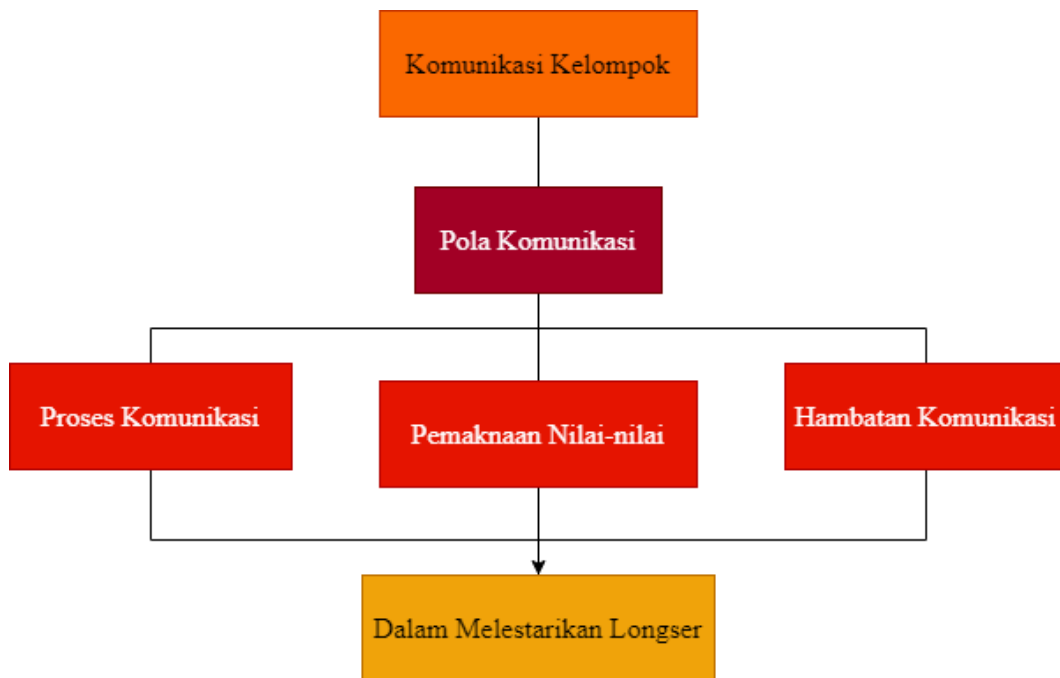 Komunikasi Kelompok
Pola Komunikasi
Proses Komunikasi
Pemaknaan Nilai-nilai
Hambatan Komunikasi
Dalam Melestarikan Longser